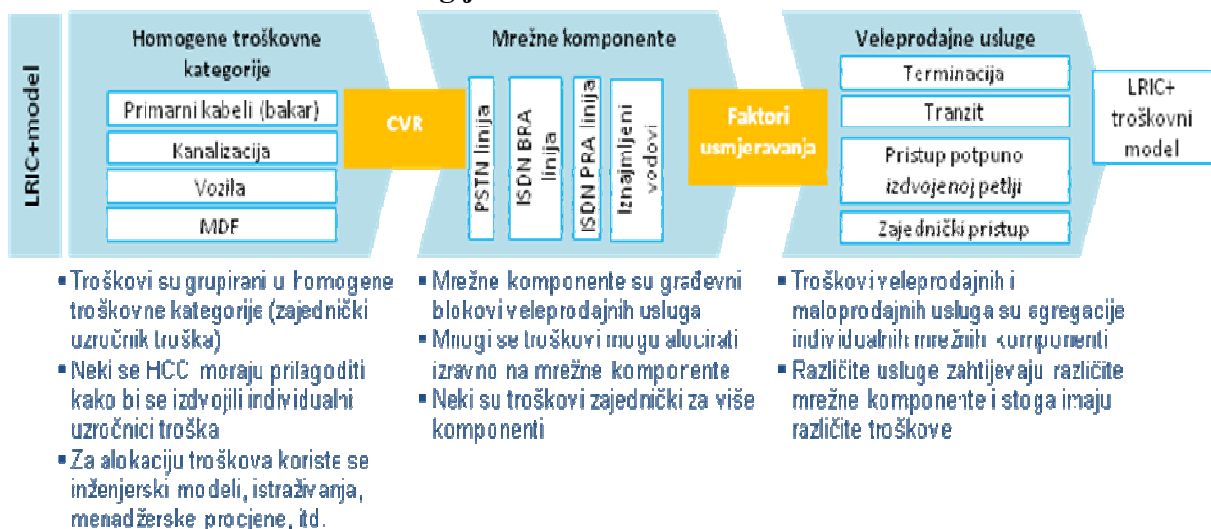 LRIC+model
Homogene troškovne
kategorije
Primarni kabeli (bakar)
Kanalizacija
Vozila
MDF
CVR
Mrežne komponente
PSTN linija
ISDN BRA
linija
ISDN PRA linija
Iznajmljeni
vodovi
Faktori
usmjeravanja
Veleprodajne usluge
Terminacija
Tranzit
Pristup potpuno
izdvojenoj petlji
Zajednički pristup
LRIC+
troškovni
model
▪ Troškovi su grupirani u homogene
troškovne kategorije (zajednički
uzročnik troška)
▪ Neki se HCC moraju prilagoditi
kako bi se izdvojili individualni
uzročnici troška
▪ Za alokaciju troškova koriste se
inženjerski modeli, istraživanja,
menadžerske procjene, itd.
▪ Mrežne komponente su građevni
blokovi veleprodajnih usluga
▪ Mnogi se troškovi mogu alocirati
izravno na mrežne komponente
▪ Neki su troškovi zajednički za više
komponenti
▪ Troškovi veleprodajnih i
maloprodajnih usluga su agregacije
individualnih mrežnih komponenti
▪ Različite usluge zahtijevaju različite
mrežne komponente i stoga imaju
različite troškove